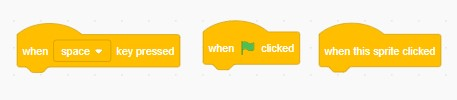 when space key pressed
when clicked
when this sprite clicked